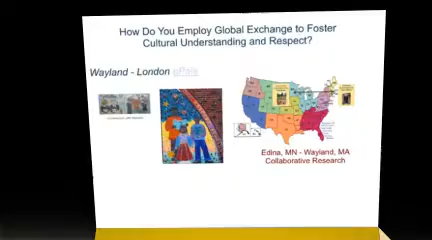 How Do You Employ Global Exchange to Foster
Cultural Understanding and Respect?
Wayland - London ePals
Edina, MN - Wayland, MA
Collaborative Research